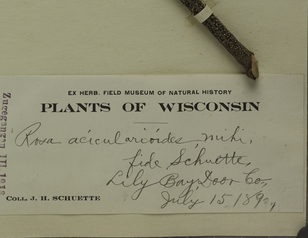 EX HERB. FIELD MUSEUM OF NATURAL HISTORY
PLANTS OF WISCONSIN
Rosa acicularioides mihi,
fide Schuette,
Lily Bay Door Co,
COLL. J. H. SCHUETTE
July 15